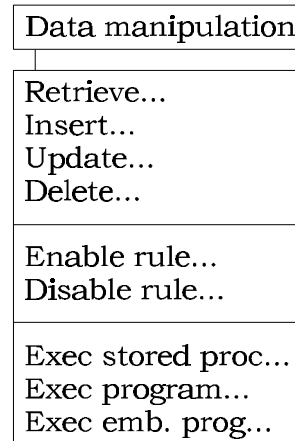 Data manipulation
Retrieve...
Insert...
Update...
Delete...
Enable rule...
Disable rule...
Exec stored proc...
Exec program...
Exec emb. prog...